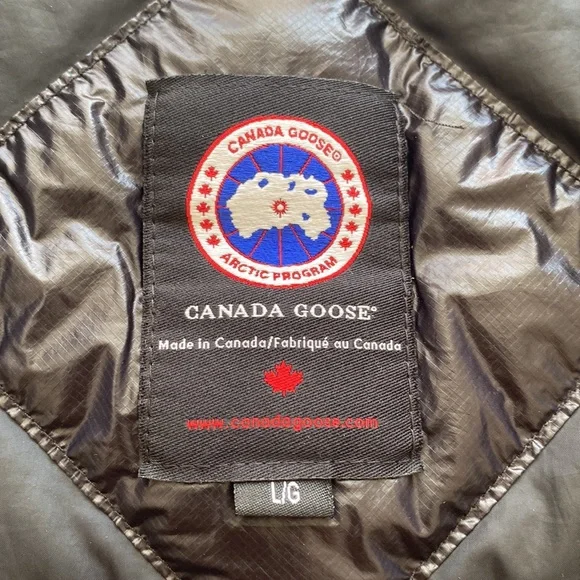 CANADA GOOSE®
ARCTIC PROGRAM
CANADA GOOSE®
Made in Canada/Fabriqué au Canada
www.canadagoose.com
L/G